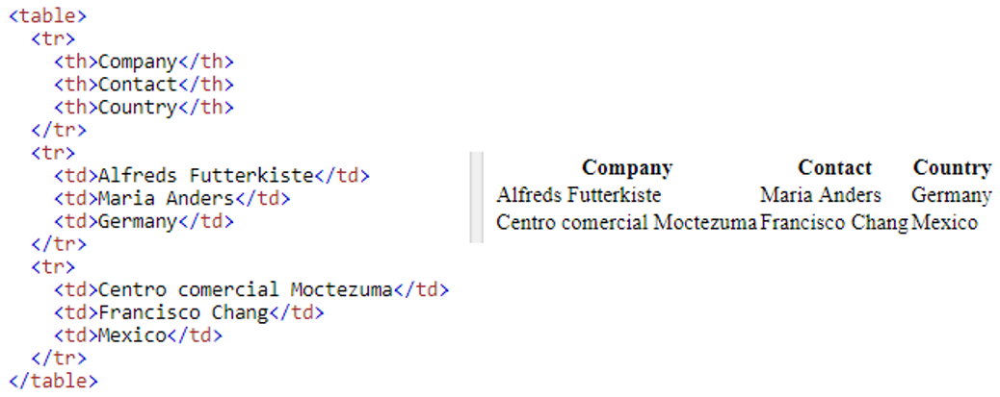 <table>
  <tr>
    <th>Company</th>
    <th>Contact</th>
    <th>Country</th>
  </tr>
  <tr>
    <td>Alfreds Futterkiste</td>
    <td>Maria Anders</td>
    <td>Germany</td>
  </tr>
  <tr>
    <td>Centro comercial Moctezuma</td>
    <td>Francisco Chang</td>
    <td>Mexico</td>
  </tr>
</table>
Company Contact Country
Alfreds Futterkiste Maria Anders Germany
Centro comercial Moctezuma Francisco Chang Mexico